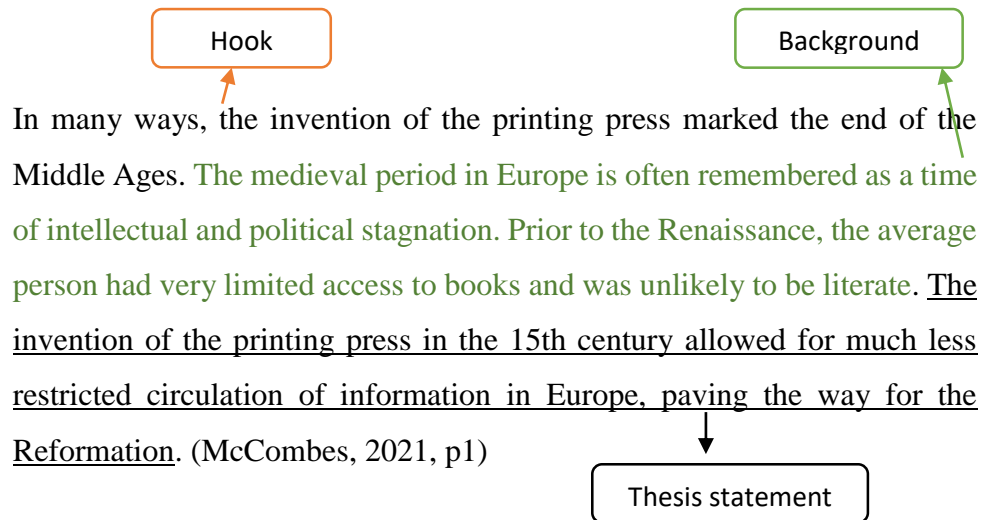 Hook
Background
In many ways, the invention of the printing press marked the end of the
Middle Ages. The medieval period in Europe is often remembered as a time
of intellectual and political stagnation. Prior to the Renaissance, the average
person had very limited access to books and was unlikely to be literate. The
invention of the printing press in the 15th century allowed for much less
restricted circulation of information in Europe, paving the way for the
Reformation. (McCombes, 2021, p1)
Thesis statement